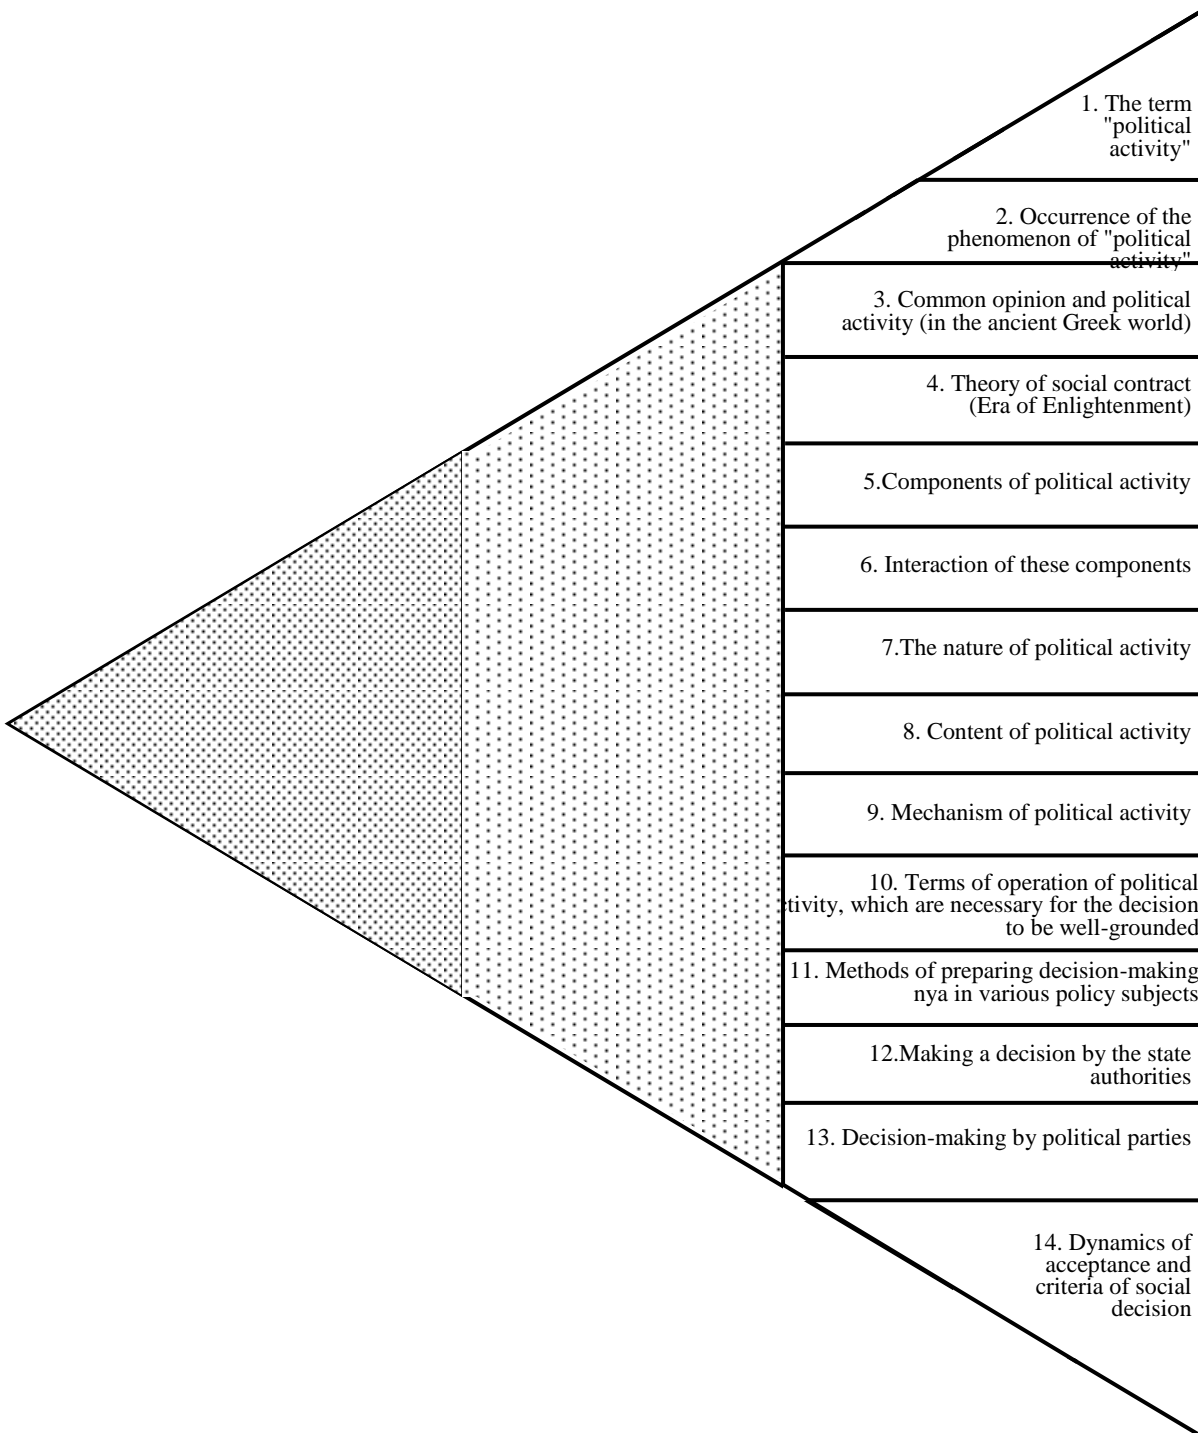 1. The term
"political
activity"
2. Occurrence of the
phenomenon of "political
activity"
3. Common opinion and political
activity (in the ancient Greek world)
4. Theory of social contract
(Era of Enlightenment)
5.Components of political activity
6. Interaction of these components
7.The nature of political activity
8. Content of political activity
9. Mechanism of political activity
10. Terms of operation of political
ctivity, which are necessary for the decision
to be well-grounded
11. Methods of preparing decision-making
nya in various policy subjects
12.Making a decision by the state
authorities
13. Decision-making by political parties
14. Dynamics of
acceptance and
criteria of social
decision